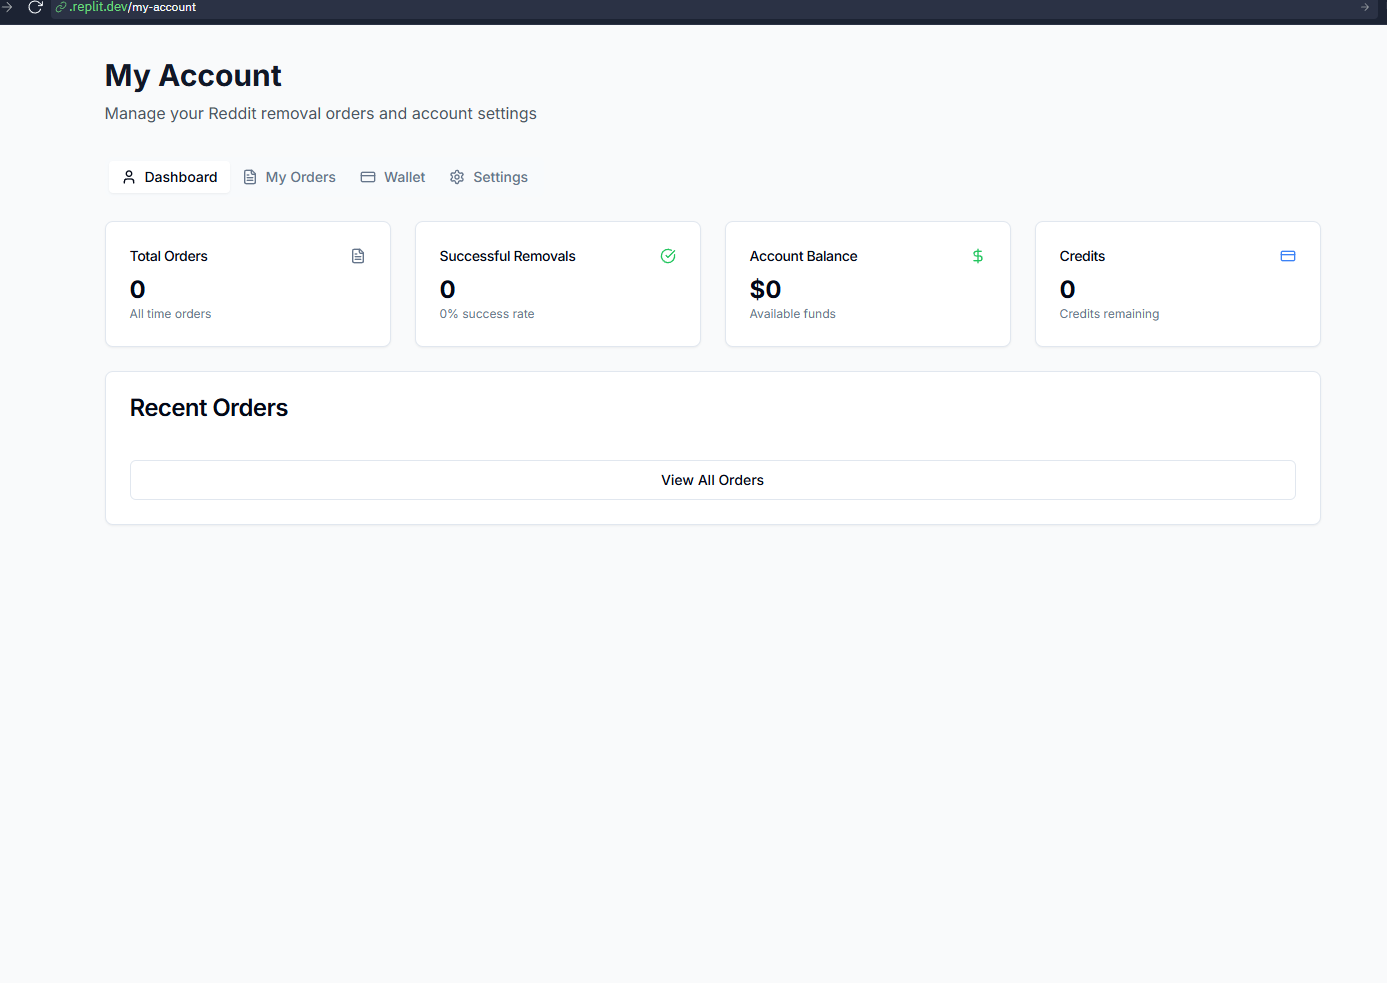 .replit.dev/my-account
My Account
Manage your Reddit removal orders and account settings
Dashboard My Orders Wallet Settings
Total Orders
0
All time orders
Successful Removals
0
0% success rate
Account Balance
$0
Available funds
Credits
0
Credits remaining
Recent Orders
View All Orders